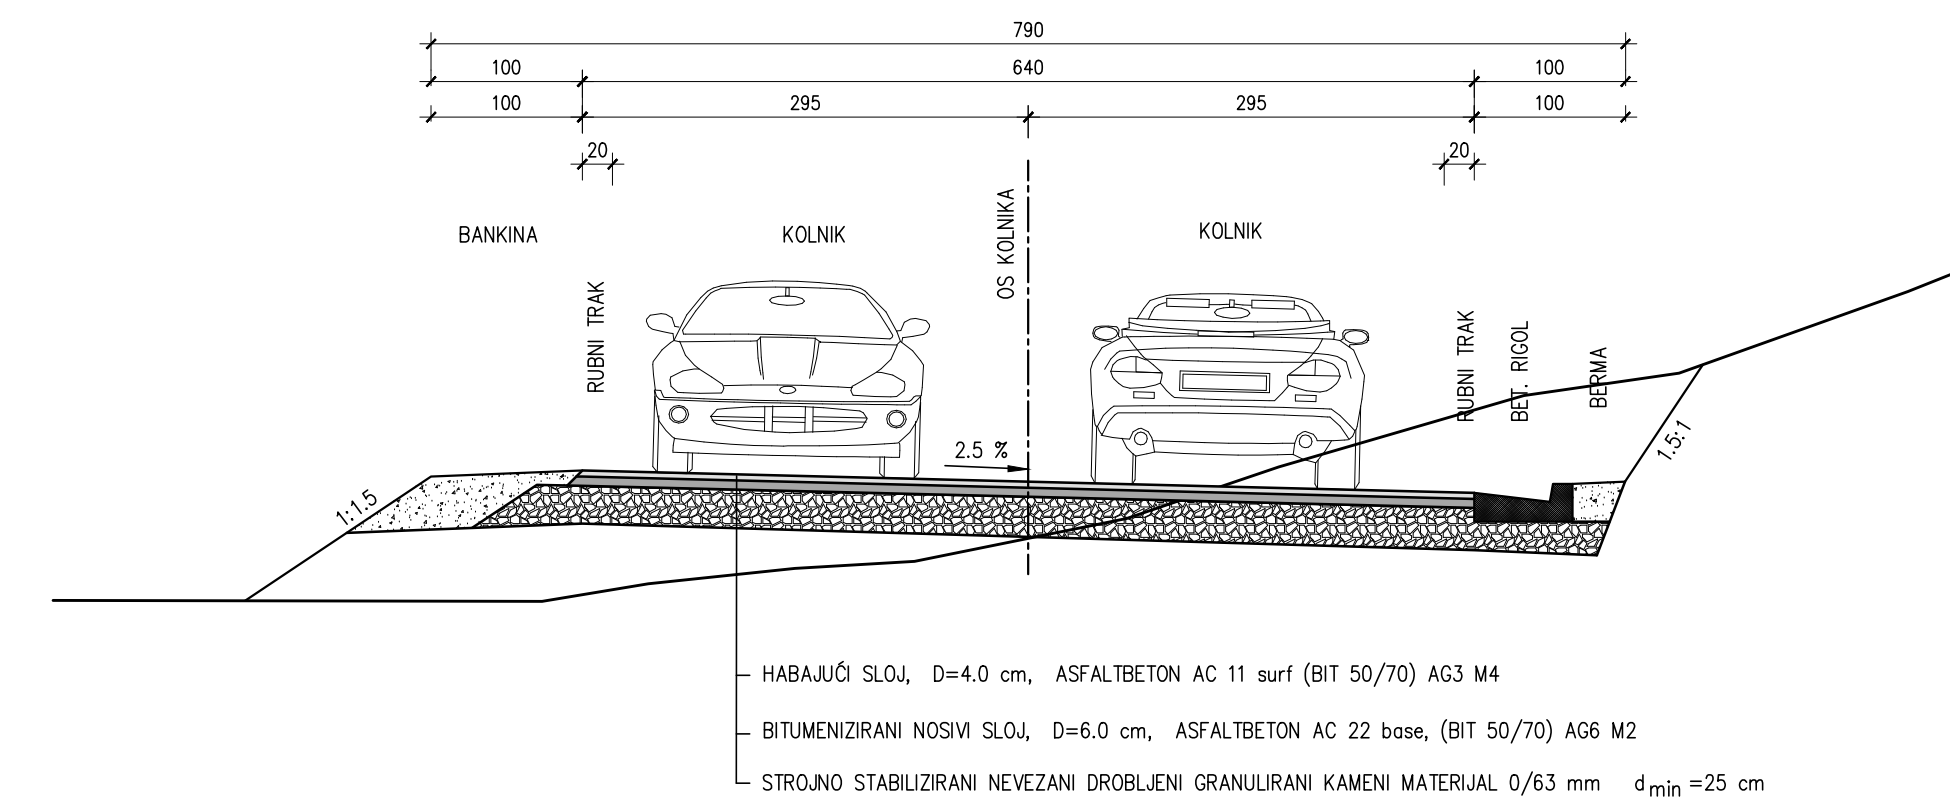 790
100 640 100
100 295 295 100
20 20
BANKINA KOLNIK OS KOLNIKA KOLNIK
RUBNI TRAK
RUBNI TRAK
BET. RIGOL
BERMA
2.5 %
1:1.5
1.5:1
HABAJUĆI SLOJ, D=4.0 cm, ASFALTBETON AC 11 surf (BIT 50/70) AG3 M4
BITUMENIZIRANI NOSIVI SLOJ, D=6.0 cm, ASFALTBETON AC 22 base, (BIT 50/70) AG6 M2
STROJNO STABILIZIRANI NEVEZANI DROBLJENI GRANULIRANI KAMENI MATERIJAL 0/63 mm dmin =25 cm